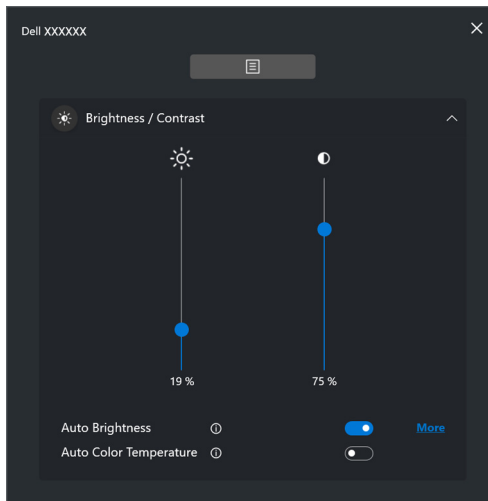 Dell XXXXXX
Brightness / Contrast
19 % 75 %
Auto Brightness More
Auto Color Temperature